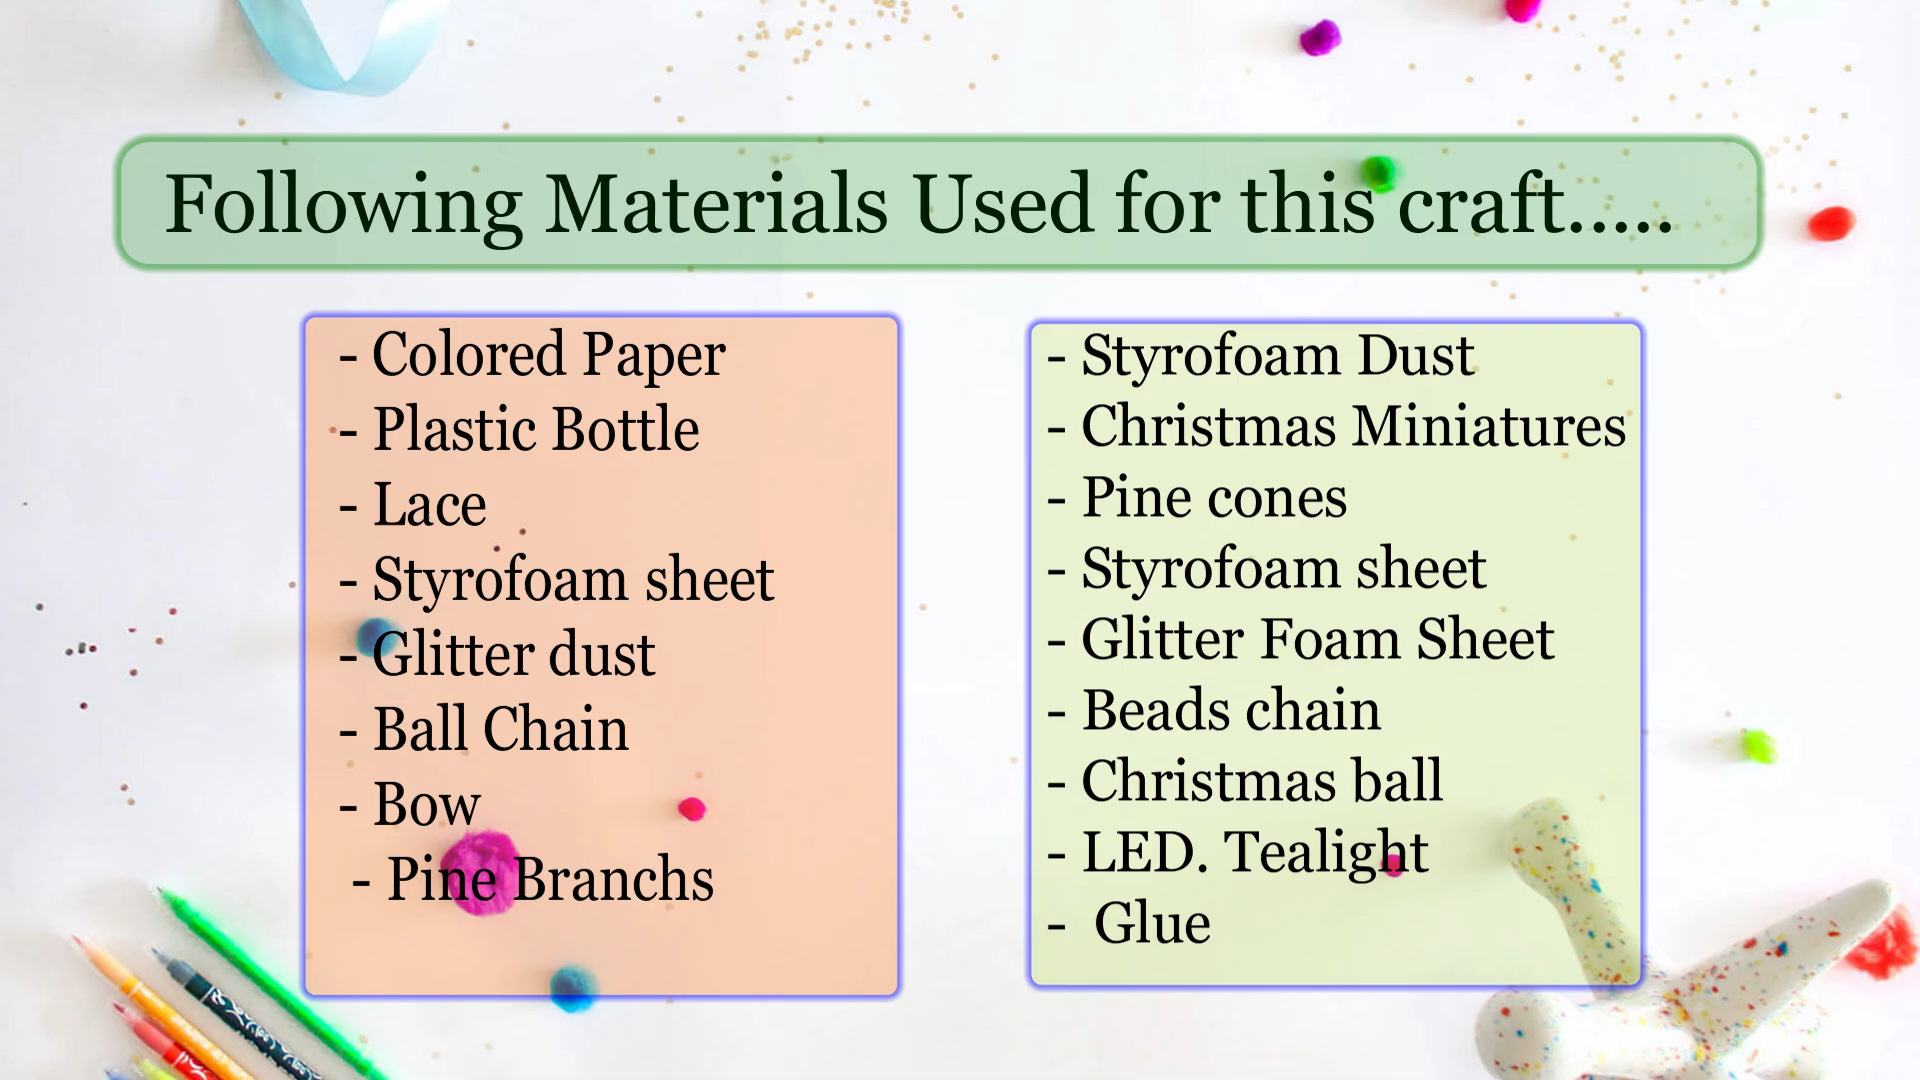 Following Materials Used for this craft.....
- Colored Paper
- Plastic Bottle
- Lace
- Styrofoam sheet
- Glitter dust
- Ball Chain
- Bow
- Pine Branchs
- Styrofoam Dust
- Christmas Miniatures
- Pine cones
- Styrofoam sheet
- Glitter Foam Sheet
- Beads chain
- Christmas ball
- LED. Tealight
- Glue